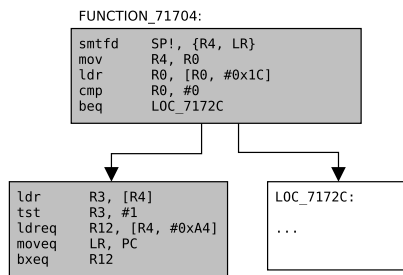 FUNCTION_71704:
smtfd SP!, {R4, LR}
mov R4, R0
ldr R0, [R0, #0x1C]
cmp R0, #0
beq LOC_7172C
ldr R3, [R4]
tst R3, #1
ldreq R12, [R4, #0xA4]
moveq LR, PC
bxeq R12
LOC_7172C:
...